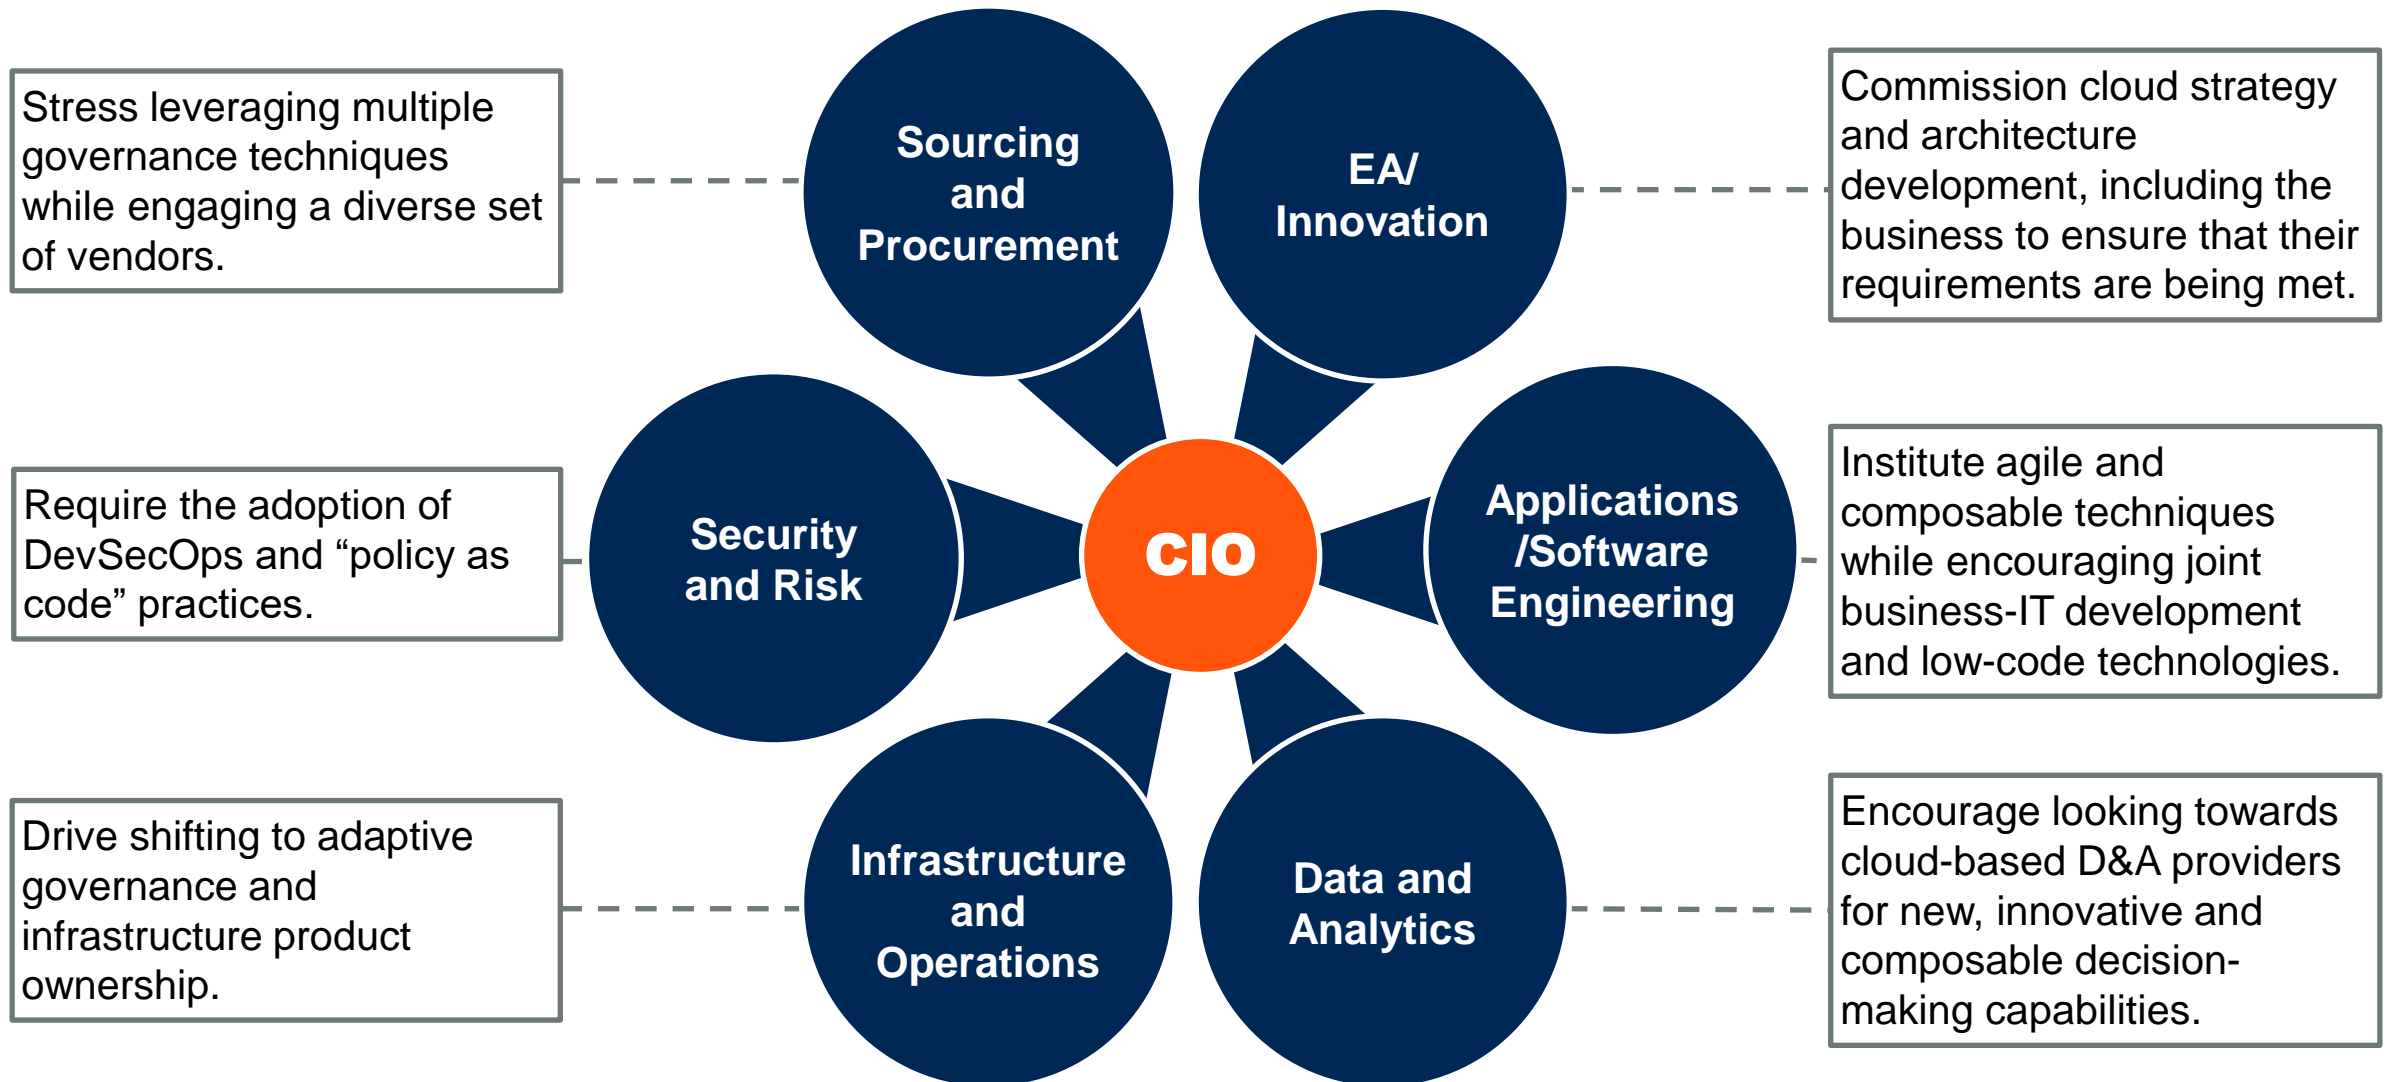 Stress leveraging multiple
governance techniques
while engaging a diverse set
of vendors.
Sourcing
and
Procurement
EA/
Innovation
Commission cloud strategy
and architecture
development, including the
business to ensure that their
requirements are being met.
Require the adoption of
DevSecOps and “policy as
code” practices.
Security
and Risk
CIO
Applications
/Software
Engineering
Institute agile and
composable techniques
while encouraging joint
business-IT development
and low-code technologies.
Drive shifting to adaptive
governance and
infrastructure product
ownership.
Infrastructure
and
Operations
Data and
Analytics
Encourage looking towards
cloud-based D&A providers
for new, innovative and
composable decision-
making capabilities.